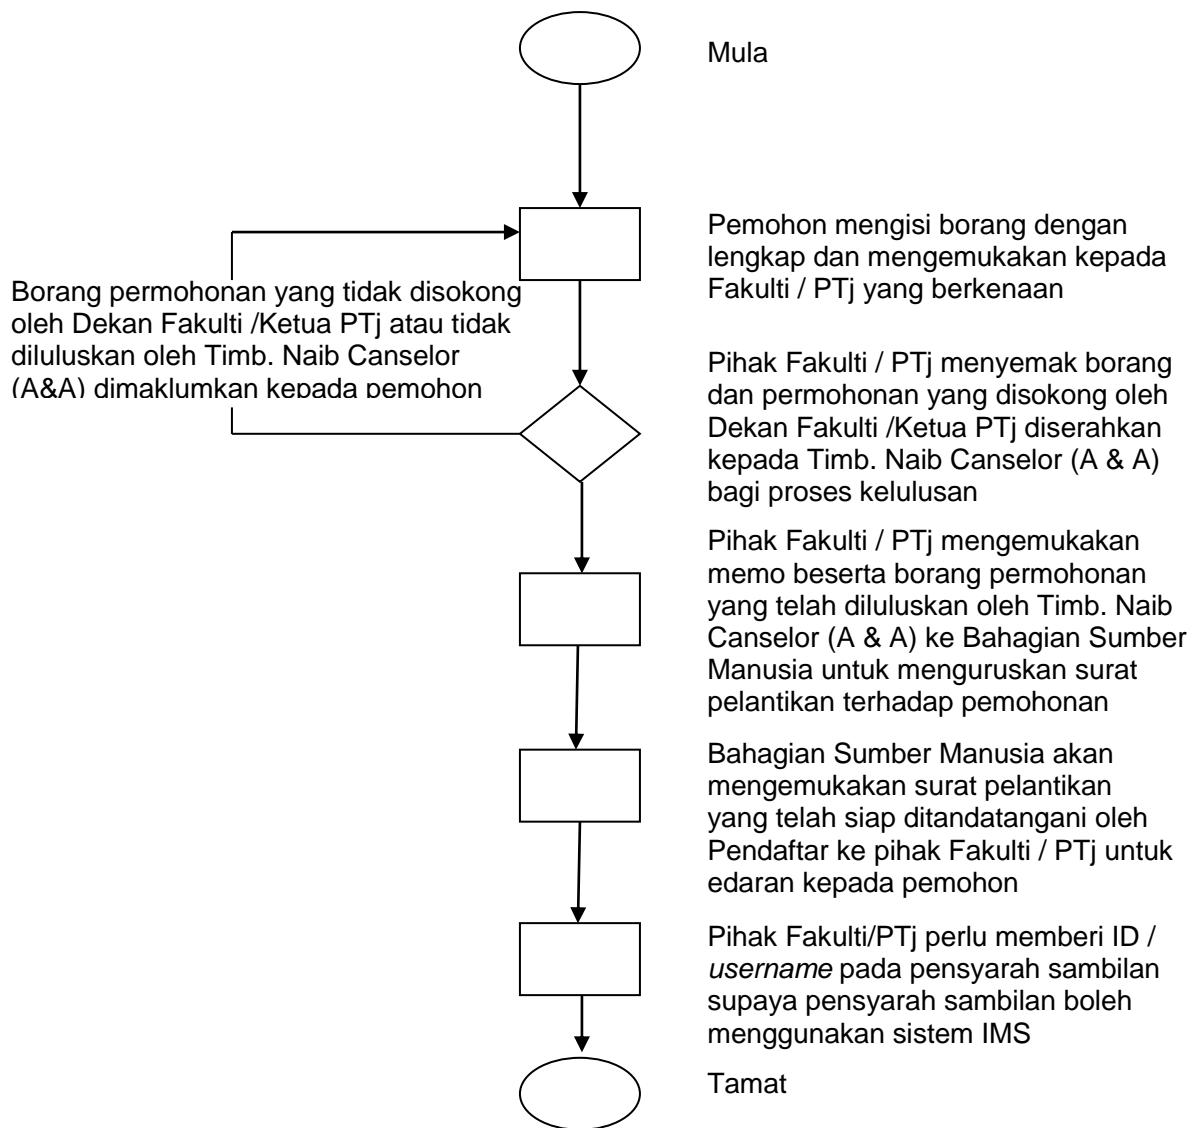 Mula
Pemohon mengisi borang dengan
lengkap dan mengemukakan kepada
Fakulti / PTj yang berkenaan
Borang permohonan yang tidak disokong
oleh Dekan Fakulti /Ketua PTj atau tidak
diluluskan oleh Timb. Naib Canselor
(A&A) dimaklumkan kepada pemohon
Pihak Fakulti / PTj menyemak borang
dan permohonan yang disokong oleh
Dekan Fakulti /Ketua PTj diserahkan
kepada Timb. Naib Canselor (A & A)
bagi proses kelulusan
Pihak Fakulti / PTj mengemukakan
memo beserta borang permohonan
yang telah diluluskan oleh Timb. Naib
Canselor (A & A) ke Bahagian Sumber
Manusia untuk menguruskan surat
pelantikan terhadap pemohonan
Bahagian Sumber Manusia akan
mengemukakan surat pelantikan
yang telah siap ditandatangani oleh
Pendaftar ke pihak Fakulti / PTj untuk
edaran kepada pemohon
Pihak Fakulti/PTj perlu memberi ID /
username pada pensyarah sambilan
supaya pensyarah sambilan boleh
menggunakan sistem IMS
Tamat